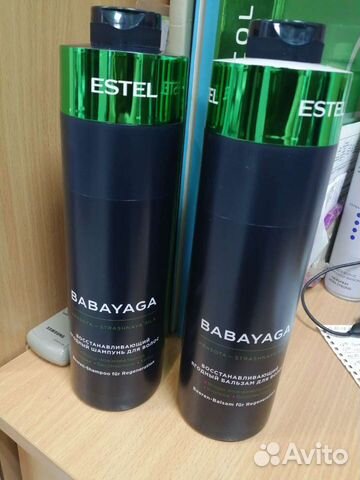 ESTEL
BABAYAGA
ВОССТАНАВЛИВАЮЩИЙ
ЯГОДНЫЙ ШАМПУНЬ ДЛЯ ВОЛОС
Beeren-Shampoo für Regeneration
ESTEL
BABAYAGA
ВОССТАНАВЛИВАЮЩИЙ
ЯГОДНЫЙ БАЛЬЗАМ ДЛЯ
Beeren-Balsam für Regeneration
SAMSUNG
Avito